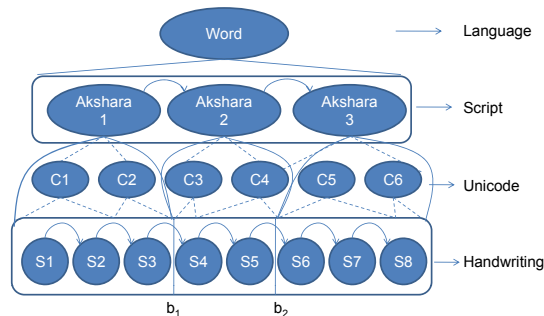 Word Language
Akshara 1 Akshara 2 Akshara 3 Script
C1 C2 C3 C4 C5 C6 Unicode
S1 S2 S3 S4 S5 S6 S7 S8 Handwriting
b1 b2